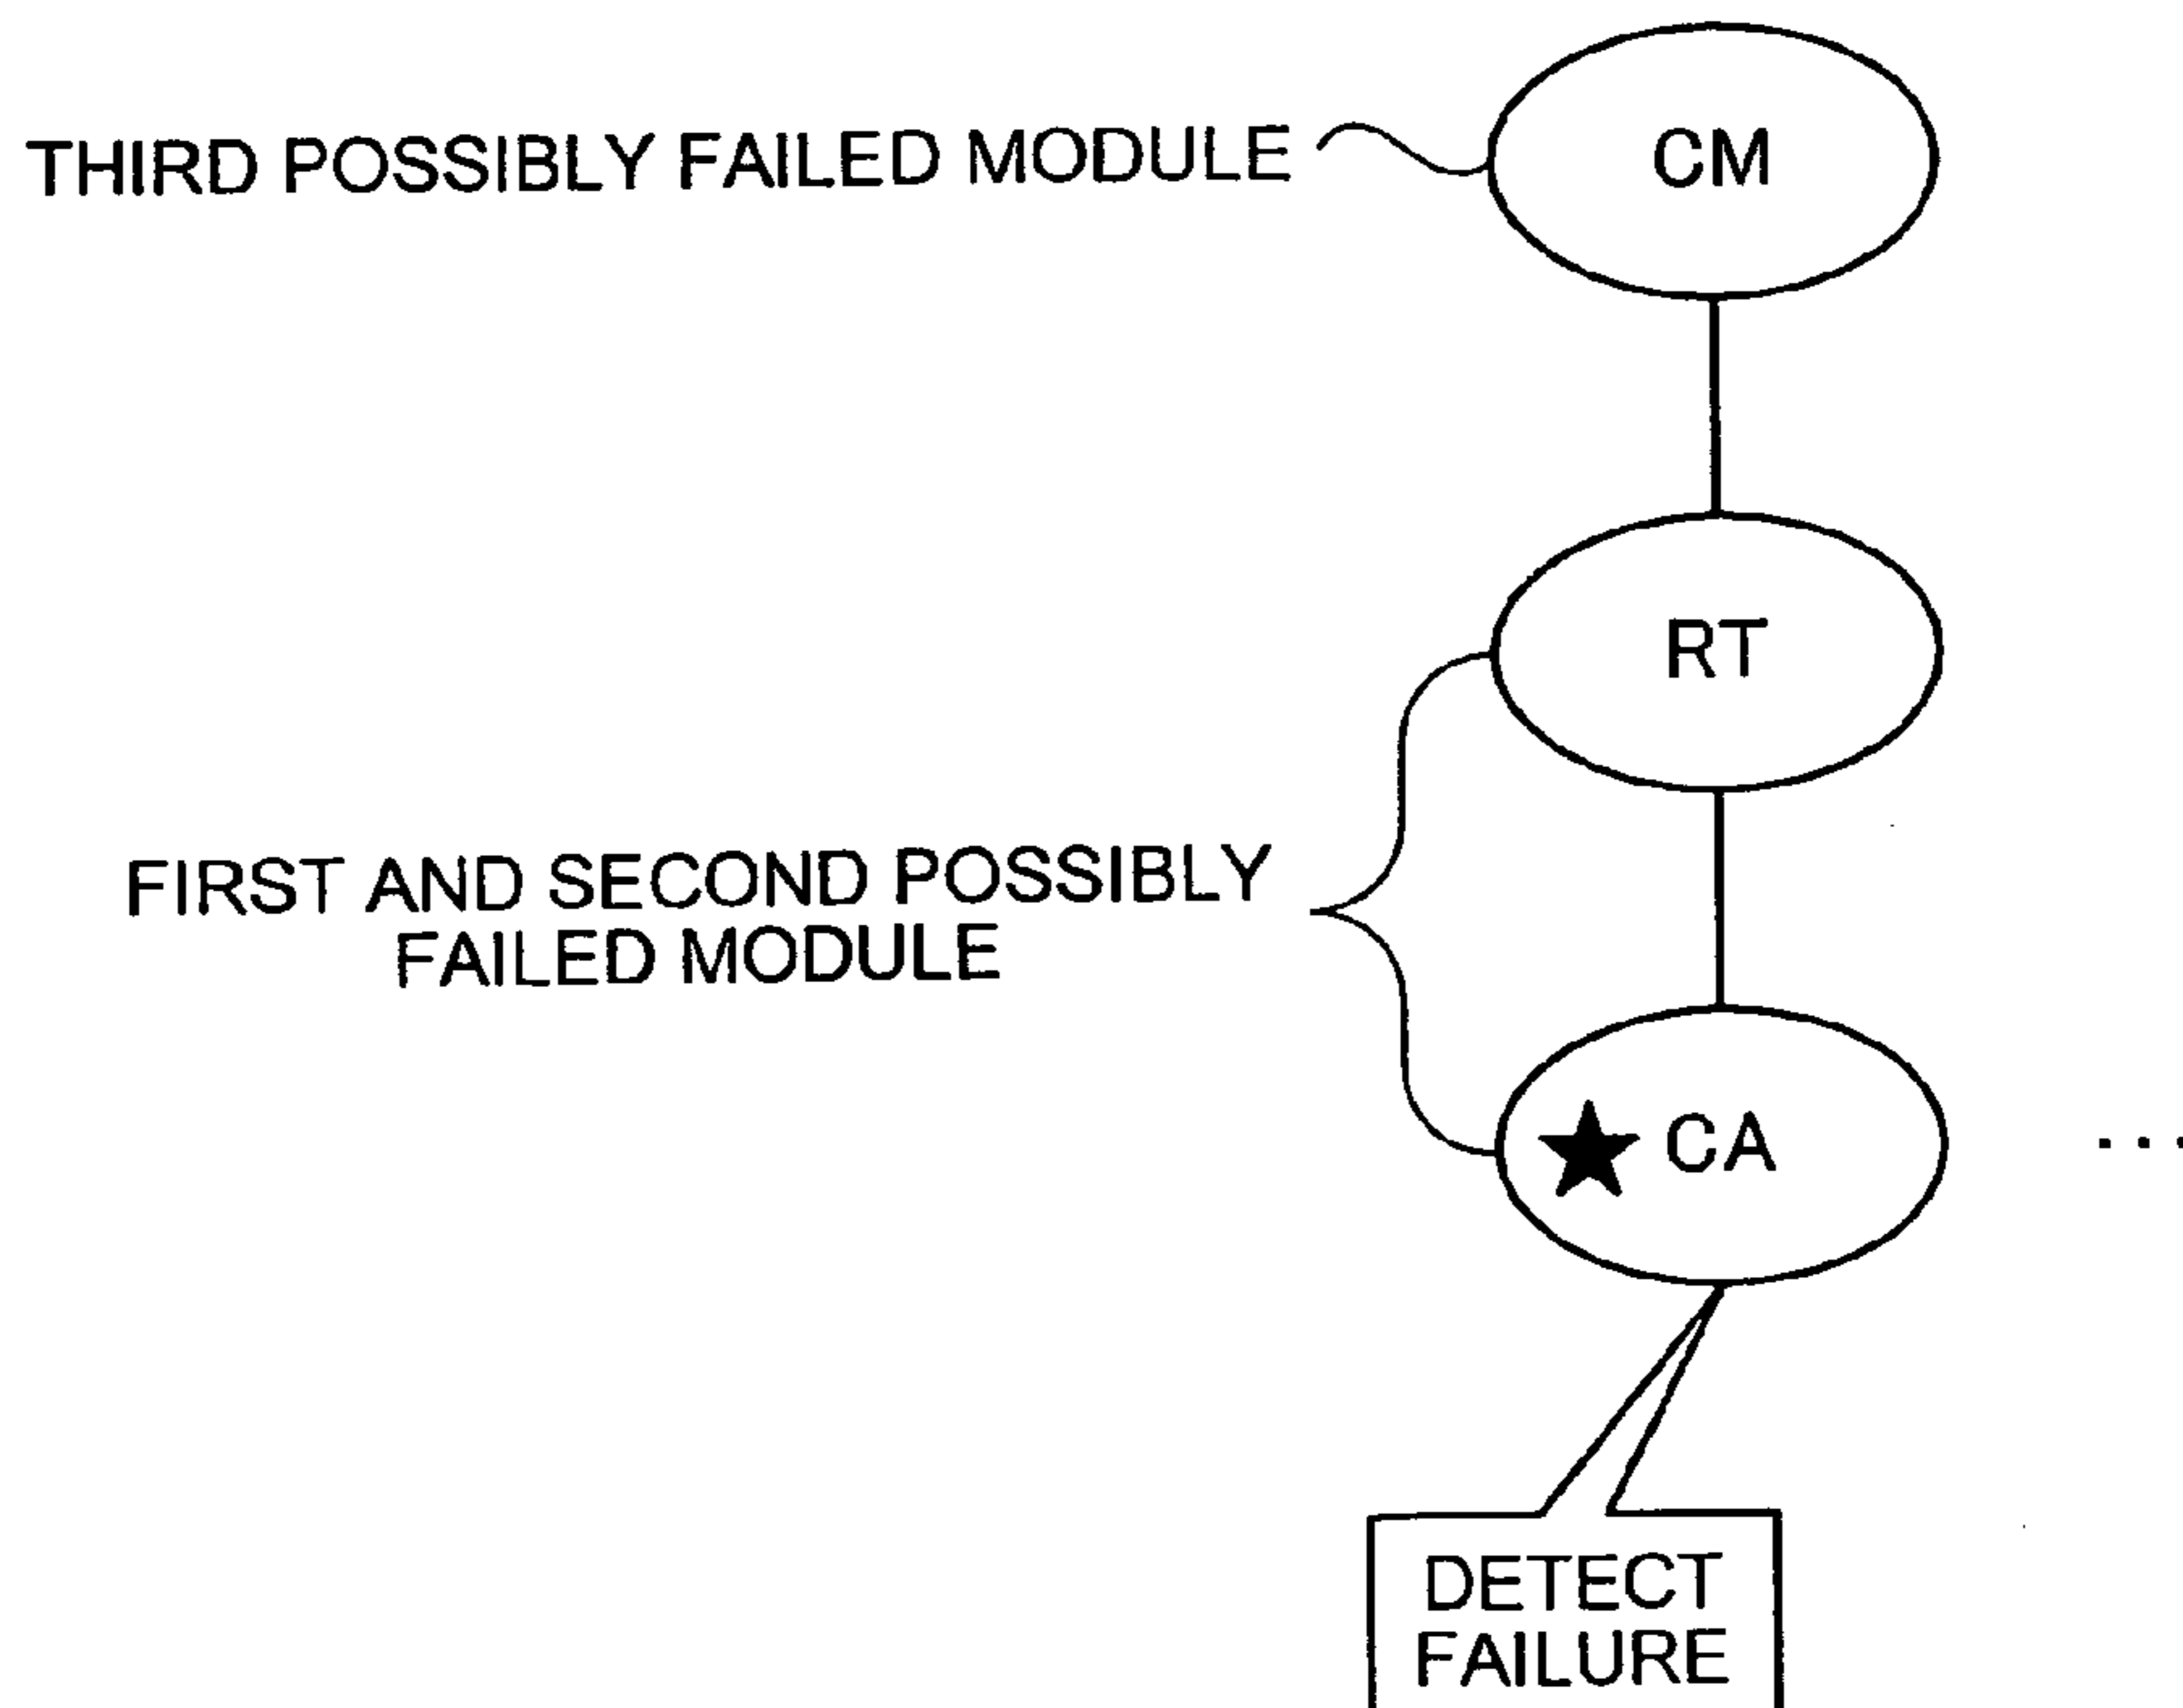 THIRD POSSIBLY FAILED MODULE
CM
RT
FIRST AND SECOND POSSIBLY
FAILED MODULE
CA
...
DETECT
FAILURE